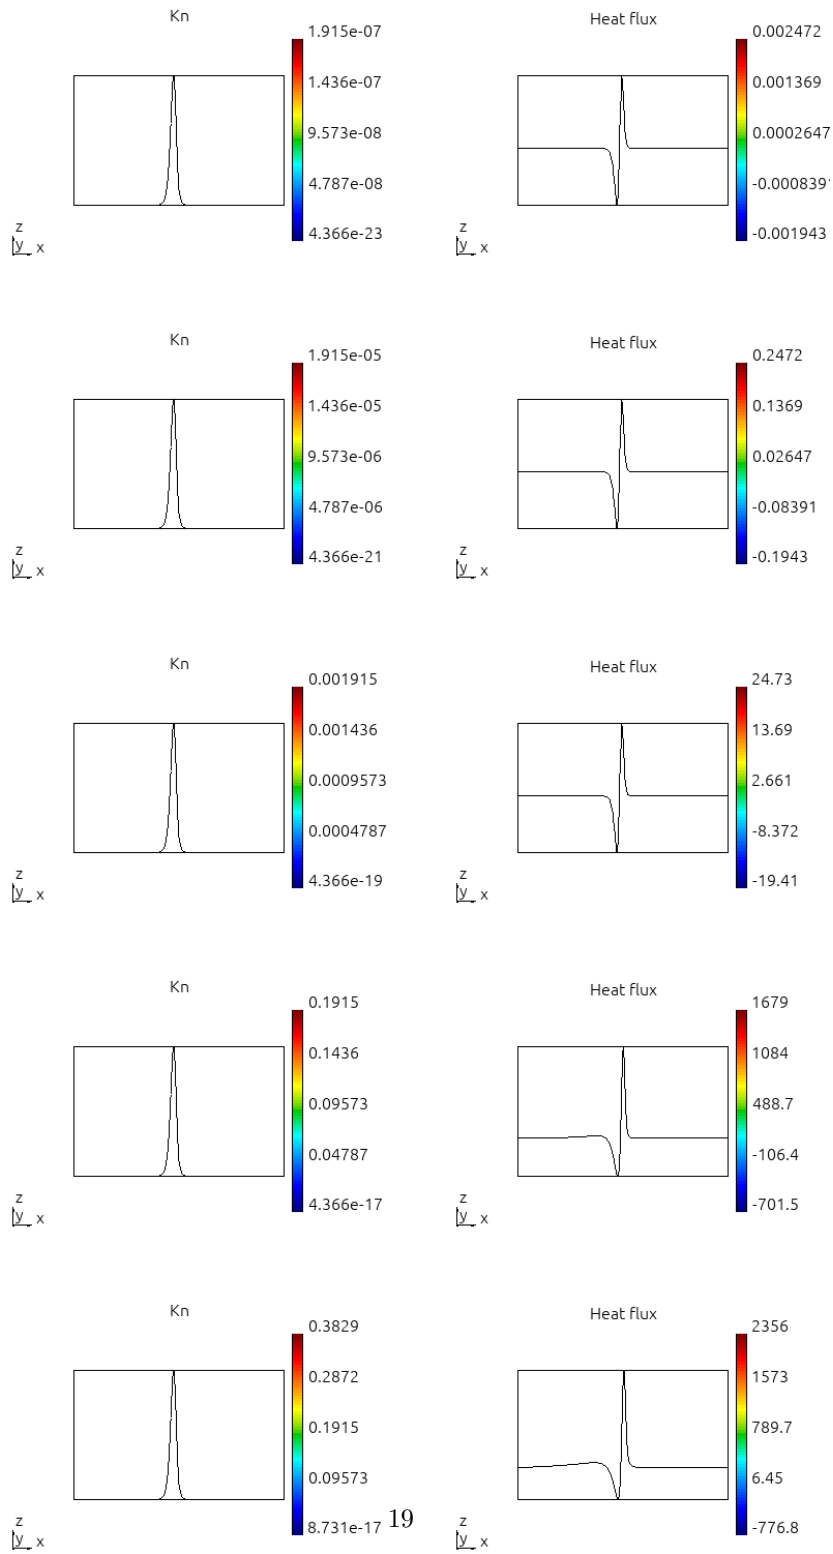 Kn
1.915e-07
1.436e-07
9.573e-08
4.787e-08
4.366e-23
z
y x
Heat flux
0.002472
0.001369
0.0002647
-0.0008391
-0.001943
z
y x
Kn
1.915e-05
1.436e-05
9.573e-06
4.787e-06
4.366e-21
z
y x
Heat flux
0.2472
0.1369
0.02647
-0.08391
-0.1943
z
y x
Kn
0.001915
0.001436
0.0009573
0.0004787
4.366e-19
z
y x
Heat flux
24.73
13.69
2.661
-8.372
-19.41
z
y x
Kn
0.1915
0.1436
0.09573
0.04787
4.366e-17
z
y x
Heat flux
1679
1084
488.7
-106.4
-701.5
z
y x
Kn
0.3829
0.2872
0.1915
0.09573
8.731e-17
z
y x
Heat flux
2356
1573
789.7
6.45
-776.8
z
y x
19